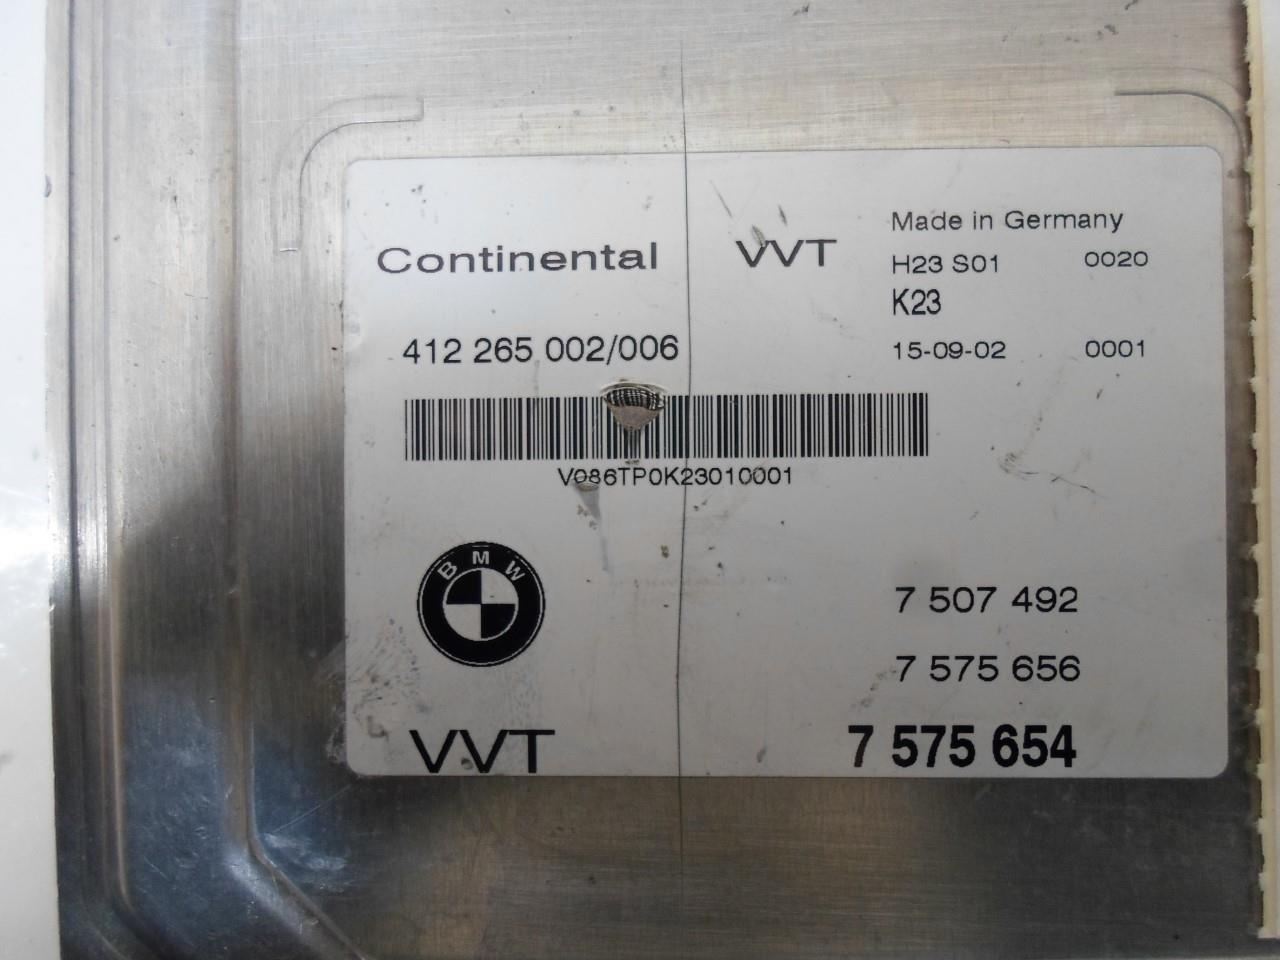 Continental VVT
Made in Germany
H23 S01 0020
K23
412 265 002/006
15-09-02 0001
V086TP0K23010001
BMW
7 507 492
7 575 656
VVT
7 575 654